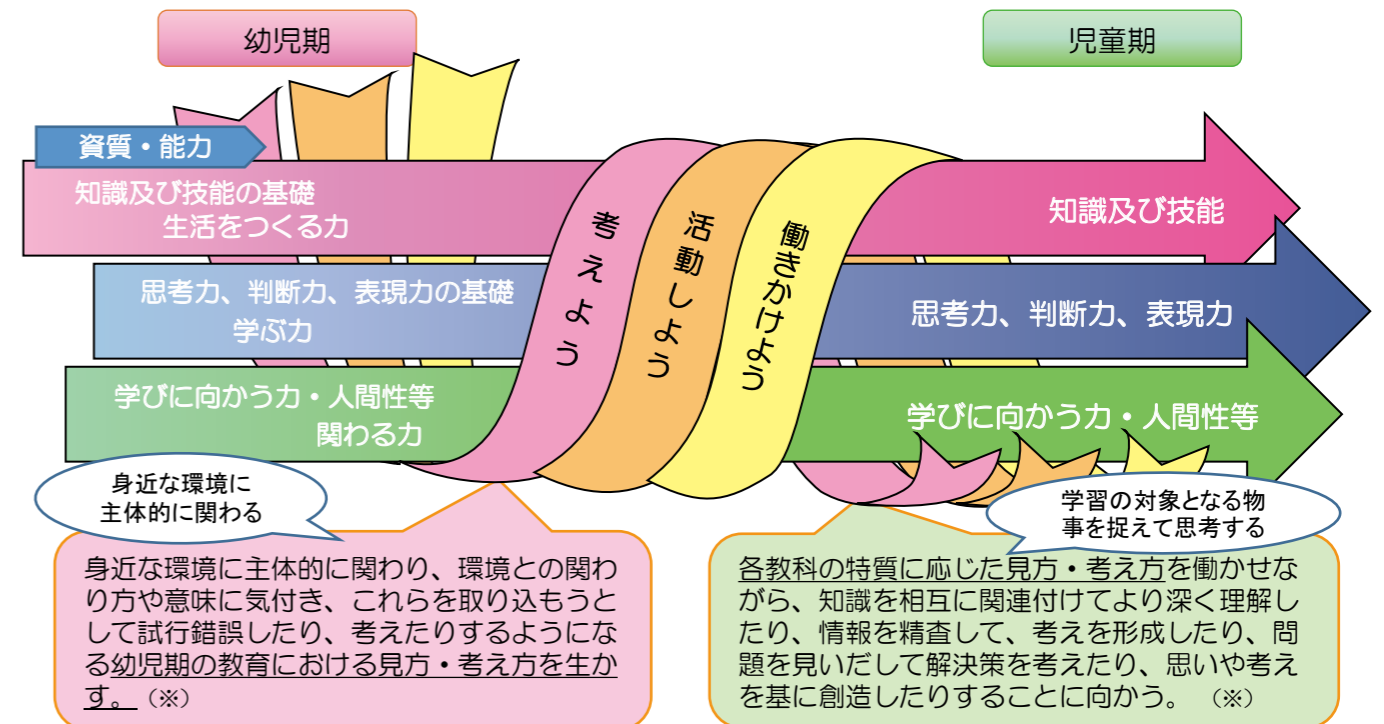 幼児期
児童期
資質・能力
知識及び技能の基礎
生活をつくる力
思考力、判断力、表現力の基礎
学ぶ力
学びに向かう力・人間性等
関わる力
考えよう
活動しよう
働きかけよう
知識及び技能
思考力、判断力、表現力
学びに向かう力・人間性等
身近な環境に
主体的に関わる
身近な環境に主体的に関わり、環境との関わ
り方や意味に気付き、これらを取り込もうと
して試行錯誤したり、考えたりするようにな
る幼児期の教育における見方・考え方を生か
す。（※）
学習の対象となる物
事を捉えて思考する
各教科の特質に応じた見方・考え方を働かせな
がら、知識を相互に関連付けてより深く理解し
たり、情報を精査して、考えを形成したり、問
題を見いだして解決策を考えたり、思いや考え
を基に創造したりすることに向かう。（※）